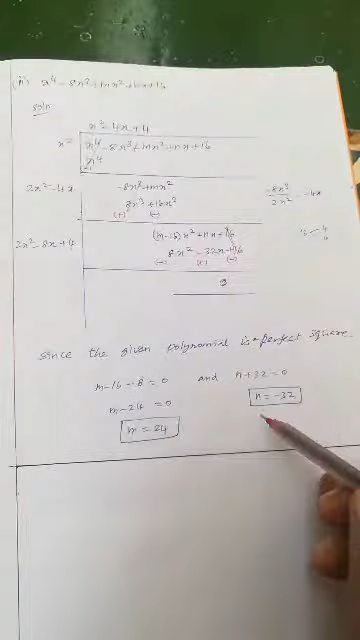 (ii) x⁴ - 8x³ + mx² + nx + 16
soln
x² - 4x + 4
x² x⁴ - 8x³ + mx² + nx + 16
x⁴
(-)
2x² - 4x -8x³ + mx² -8x³/2x² = -4x
8x³ + 16x²
(+) (-)
2x² - 8x + 4 (m-16)x² + nx + 16
8x² - 32x + 16
(-) (+) (-)
0
since the given polynomial is a perfect square
m - 16 - 8 = 0 and n + 32 = 0
m - 24 = 0 n = -32
m = 24